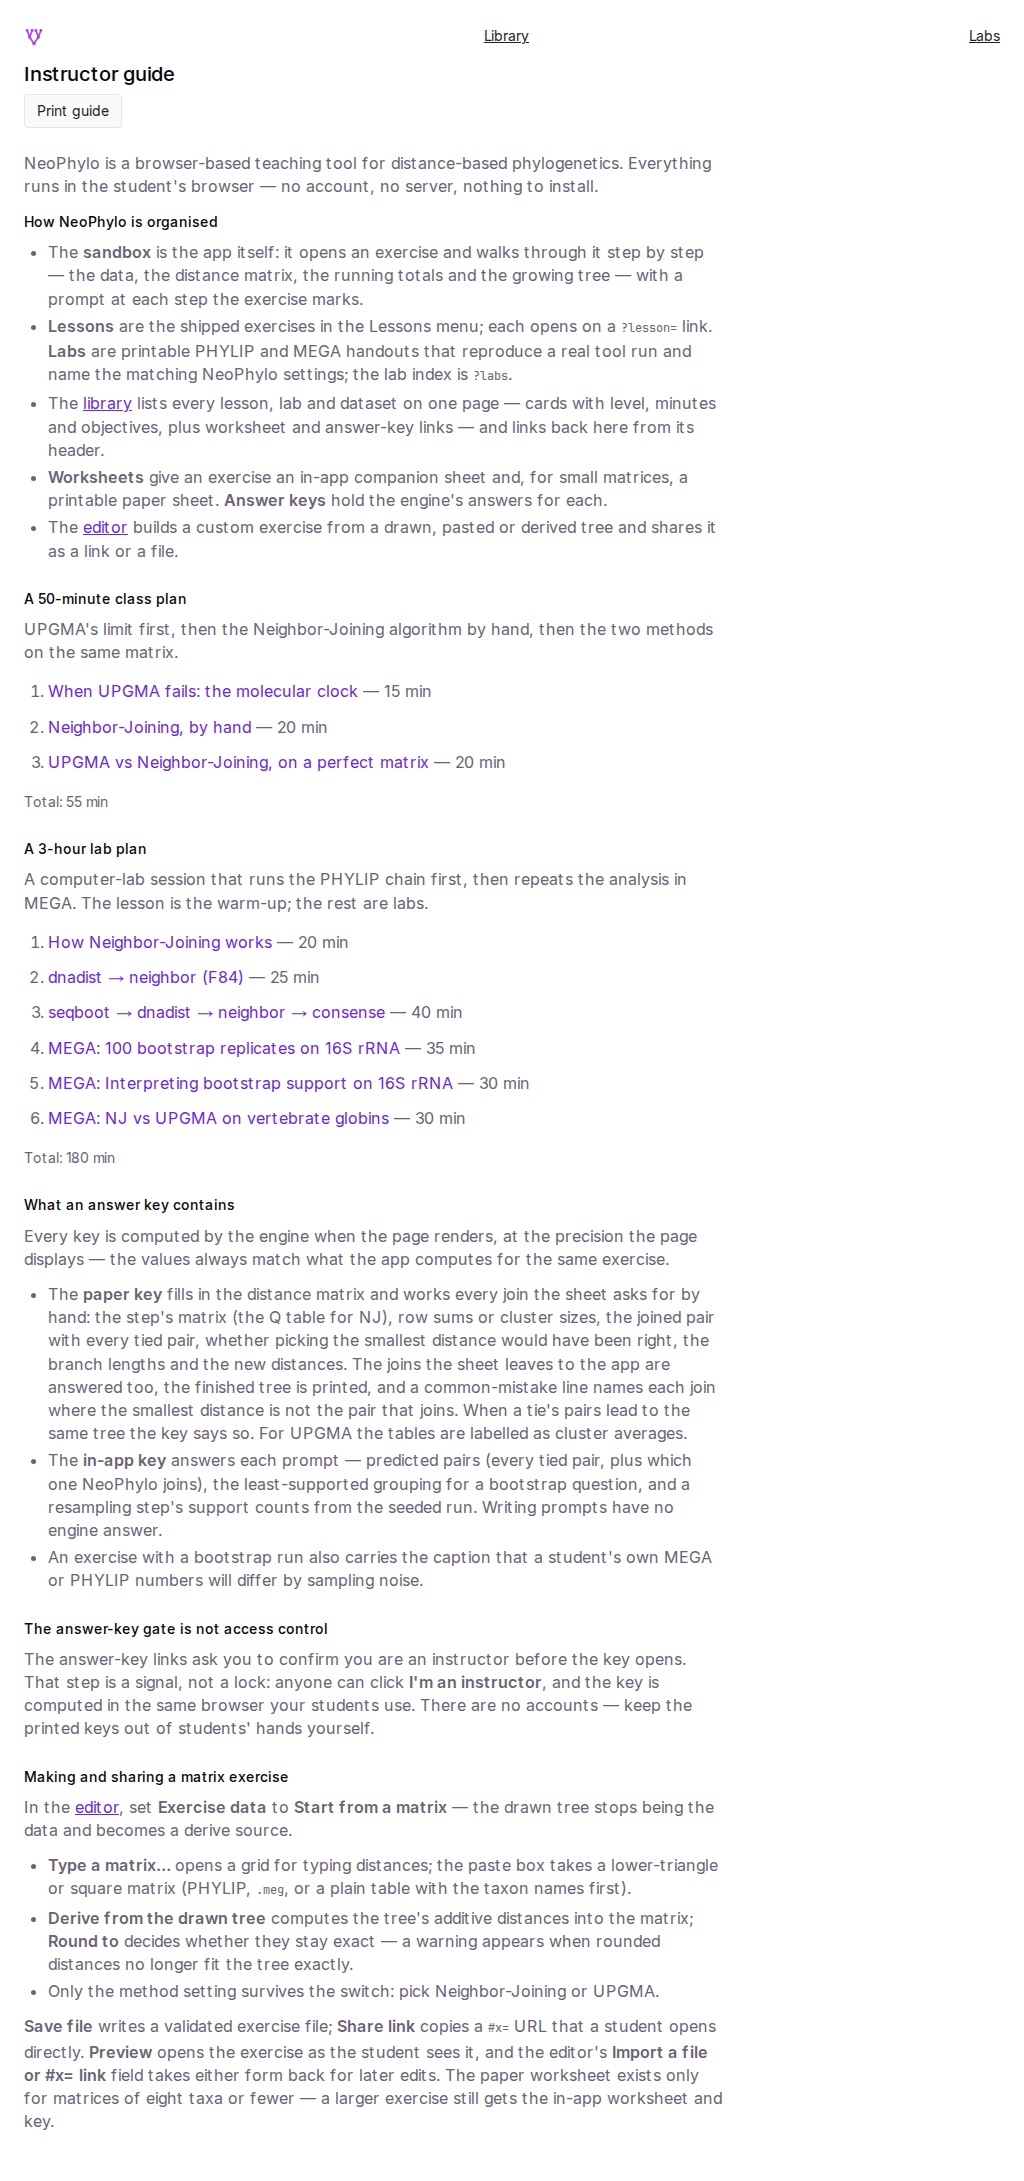 Library
Labs
Instructor guide
Print guide
NeoPhylo is a browser-based teaching tool for distance-based phylogenetics. Everything
runs in the student's browser — no account, no server, nothing to install.
How NeoPhylo is organised
• The sandbox is the app itself: it opens an exercise and walks through it step by step
— the data, the distance matrix, the running totals and the growing tree — with a
prompt at each step the exercise marks.
• Lessons are the shipped exercises in the Lessons menu; each opens on a ?lesson= link.
Labs are printable PHYLIP and MEGA handouts that reproduce a real tool run and
name the matching NeoPhylo settings; the lab index is ?labs.
• The library lists every lesson, lab and dataset on one page — cards with level, minutes
and objectives, plus worksheet and answer-key links — and links back here from its
header.
• Worksheets give an exercise an in-app companion sheet and, for small matrices, a
printable paper sheet. Answer keys hold the engine's answers for each.
• The editor builds a custom exercise from a drawn, pasted or derived tree and shares it
as a link or a file.
A 50-minute class plan
UPGMA's limit first, then the Neighbor-Joining algorithm by hand, then the two methods
on the same matrix.
1. When UPGMA fails: the molecular clock — 15 min
2. Neighbor-Joining, by hand — 20 min
3. UPGMA vs Neighbor-Joining, on a perfect matrix — 20 min
Total: 55 min
A 3-hour lab plan
A computer-lab session that runs the PHYLIP chain first, then repeats the analysis in
MEGA. The lesson is the warm-up; the rest are labs.
1. How Neighbor-Joining works — 20 min
2. dnadist → neighbor (F84) — 25 min
3. seqboot → dnadist → neighbor → consense — 40 min
4. MEGA: 100 bootstrap replicates on 16S rRNA — 35 min
5. MEGA: Interpreting bootstrap support on 16S rRNA — 30 min
6. MEGA: NJ vs UPGMA on vertebrate globins — 30 min
Total: 180 min
What an answer key contains
Every key is computed by the engine when the page renders, at the precision the page
displays — the values always match what the app computes for the same exercise.
• The paper key fills in the distance matrix and works every join the sheet asks for by
hand: the step's matrix (the Q table for NJ), row sums or cluster sizes, the joined pair
with every tied pair, whether picking the smallest distance would have been right, the
branch lengths and the new distances. The joins the sheet leaves to the app are
answered too, the finished tree is printed, and a common-mistake line names each join
where the smallest distance is not the pair that joins. When a tie's pairs lead to the
same tree the key says so. For UPGMA the tables are labelled as cluster averages.
• The in-app key answers each prompt — predicted pairs (every tied pair, plus which
one NeoPhylo joins), the least-supported grouping for a bootstrap question, and a
resampling step's support counts from the seeded run. Writing prompts have no
engine answer.
• An exercise with a bootstrap run also carries the caption that a student's own MEGA
or PHYLIP numbers will differ by sampling noise.
The answer-key gate is not access control
The answer-key links ask you to confirm you are an instructor before the key opens.
That step is a signal, not a lock: anyone can click I'm an instructor, and the key is
computed in the same browser your students use. There are no accounts — keep the
printed keys out of students' hands yourself.
Making and sharing a matrix exercise
In the editor, set Exercise data to Start from a matrix — the drawn tree stops being the
data and becomes a derive source.
• Type a matrix… opens a grid for typing distances; the paste box takes a lower-triangle
or square matrix (PHYLIP, .meg, or a plain table with the taxon names first).
• Derive from the drawn tree computes the tree's additive distances into the matrix;
Round to decides whether they stay exact — a warning appears when rounded
distances no longer fit the tree exactly.
• Only the method setting survives the switch: pick Neighbor-Joining or UPGMA.
Save file writes a validated exercise file; Share link copies a #x= URL that a student opens
directly. Preview opens the exercise as the student sees it, and the editor's Import a file
or #x= link field takes either form back for later edits. The paper worksheet exists only
for matrices of eight taxa or fewer — a larger exercise still gets the in-app worksheet and
key.